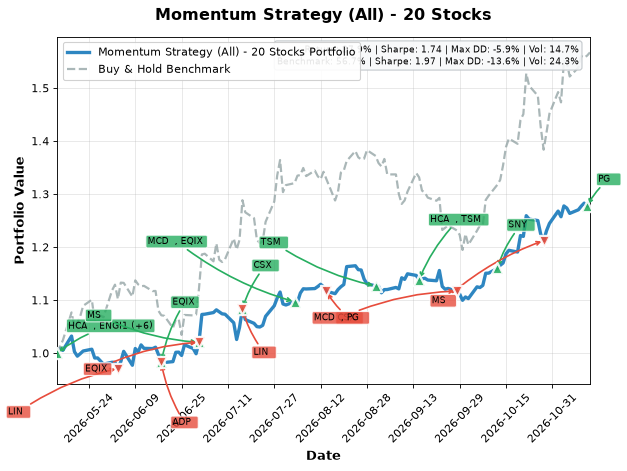 Momentum Strategy (All) - 20 Stocks
Momentum Strategy (All) - 20 Stocks Portfolio
Buy & Hold Benchmark
| Sharpe: 1.74 | Max DD: -5.9% | Vol: 14.7%
Benchmark: 56.7% | Sharpe: 1.97 | Max DD: -13.6% | Vol: 24.3%
Portfolio Value
1.5
1.4
1.3
1.2
1.1
1.0
PG
HCA , TSM
SNY
MCD , EQIX
TSM
CSX
EQIX
MS
HCA , ENGI1.(+6)
MS
MCD , PG
LIN
EQIX
LIN
ADP
2026-05-24
2026-06-09
2026-06-25
2026-07-11
2026-07-27
2026-08-12
2026-08-28
2026-09-13
2026-09-29
2026-10-15
2026-10-31
Date